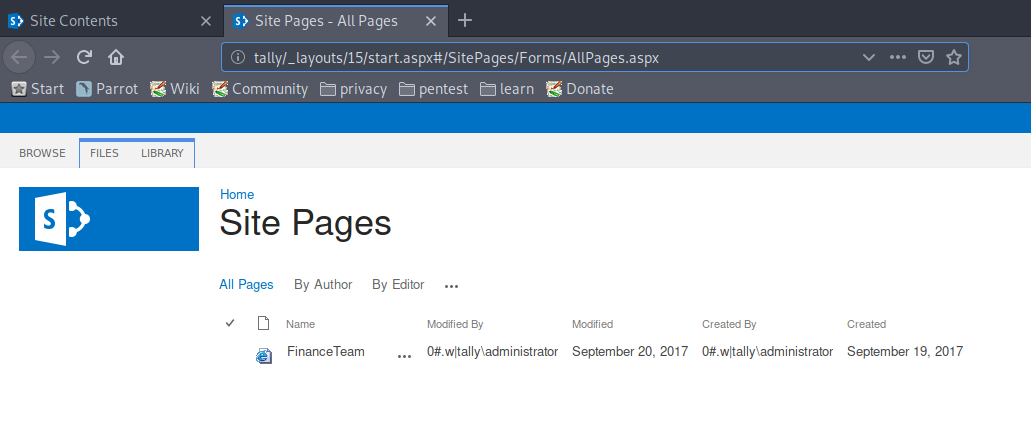 Site Contents
Site Pages - All Pages
tally/_layouts/15/start.aspx#/SitePages/Forms/AllPages.aspx
Start Parrot Wiki Community privacy pentest learn Donate
BROWSE FILES LIBRARY
S
Home
Site Pages
All Pages By Author By Editor ...
Name Modified By Modified Created By Created
FinanceTeam ... 0#.w|tally\administrator September 20, 2017 0#.w|tally\administrator September 19, 2017